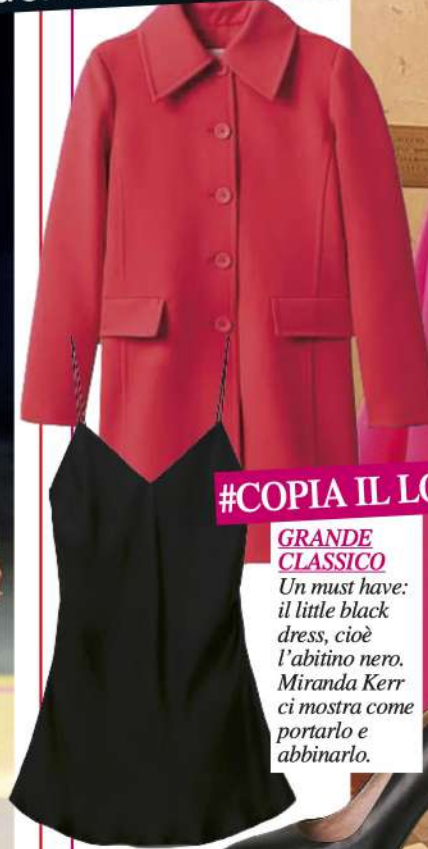 #COPIA IL LO
GRANDE
CLASSICO
Un must have:
il little black
dress, cioè
l'abitino nero.
Miranda Kerr
ci mostra come
portarlo e
abbinarlo.